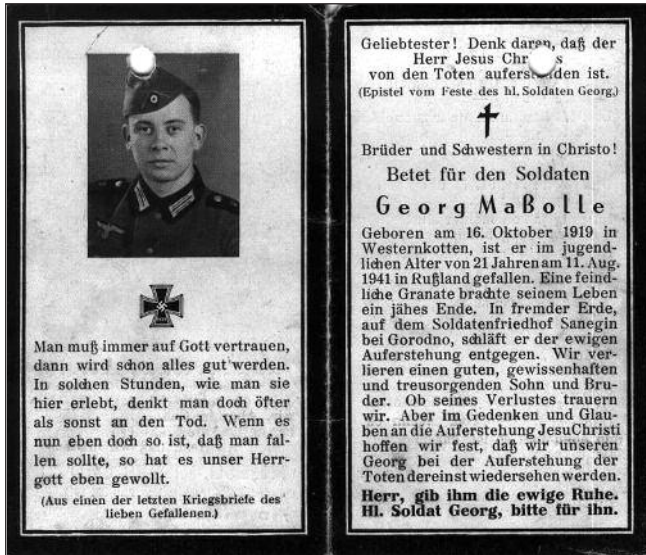 Man muß immer auf Gott vertrauen,
dann wird schon alles gut werden.
In solchen Stunden, wie man sie
hier erlebt, denkt man doch öfter
als sonst an den Tod. Wenn es
nun eben doch so ist, daß man fal-
len sollte, so hat es unser Herr-
gott eben gewollt.
(Aus einen der letzten Kriegsbriefe des
lieben Gefallenen.)
Geliebtester! Denk daran, daß der
Herr Jesus
von den Toten ist.
(Epistel vom Feste des hl. Soldaten Georg.)
Brüder und Schwestern in Christo!
Betet für den Soldaten
Georg Maßolle
Geboren am 16. Oktober 1919 in
Westernkotten, ist er im jugend-
lichen Alter von 21 Jahren am 11. Aug.
1941 in Rußland gefallen. Eine feind-
liche Granate brachte seinem Leben
ein jähes Ende. In fremder Erde,
auf dem Soldatenfriedhof Sanegin
bei Gorodno, schläft er der ewigen
Auferstehung entgegen. Wir ver-
lieren einen guten, gewissenhaften
und treusorgenden Sohn und Bru-
der. Ob seines Verlustes trauern
wir. Aber im Gedenken und Glau-
ben an die Auferstehung Jesu Christi
hoffen wir fest, daß wir unseren
Georg bei der Auferstehung der
Toten dereinst wiedersehen werden.
Herr, gib ihm die ewige Ruhe.
Hl. Soldat Georg, bitte für ihn.